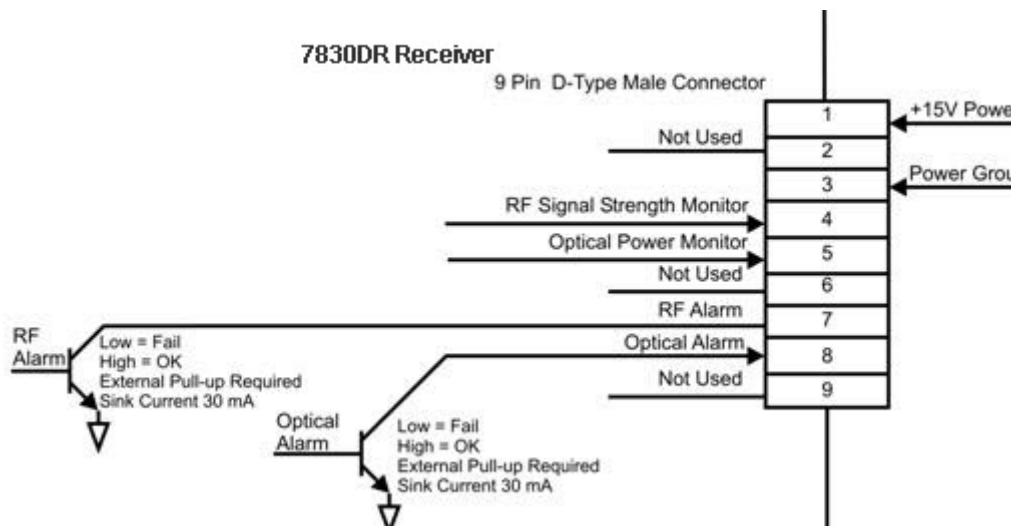 7830DR Receiver
9 Pin D-Type Male Connector
1
+15V Powe
Not Used
2
3
Power Grou
RF Signal Strength Monitor
4
Optical Power Monitor
5
Not Used
6
RF Alarm
7
Optical Alarm
8
Not Used
9
RF
Alarm
Low = Fail
High = OK
External Pull-up Required
Sink Current 30 mA
Optical
Alarm
Low = Fail
High = OK
External Pull-up Required
Sink Current 30 mA